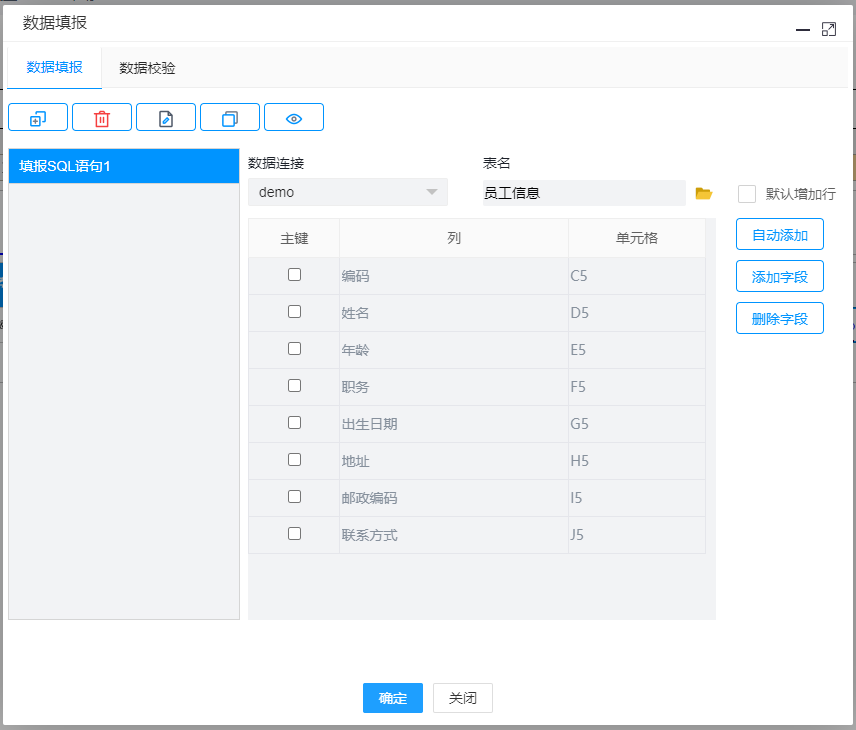 数据填报
数据填报 数据校验
填报SQL语句1
数据连接 表名
demo 员工信息 默认增加行
主键 列 单元格
编码 C5
姓名 D5
年龄 E5
职务 F5
出生日期 G5
地址 H5
邮政编码 I5
联系方式 J5
自动添加
添加字段
删除字段
确定 关闭